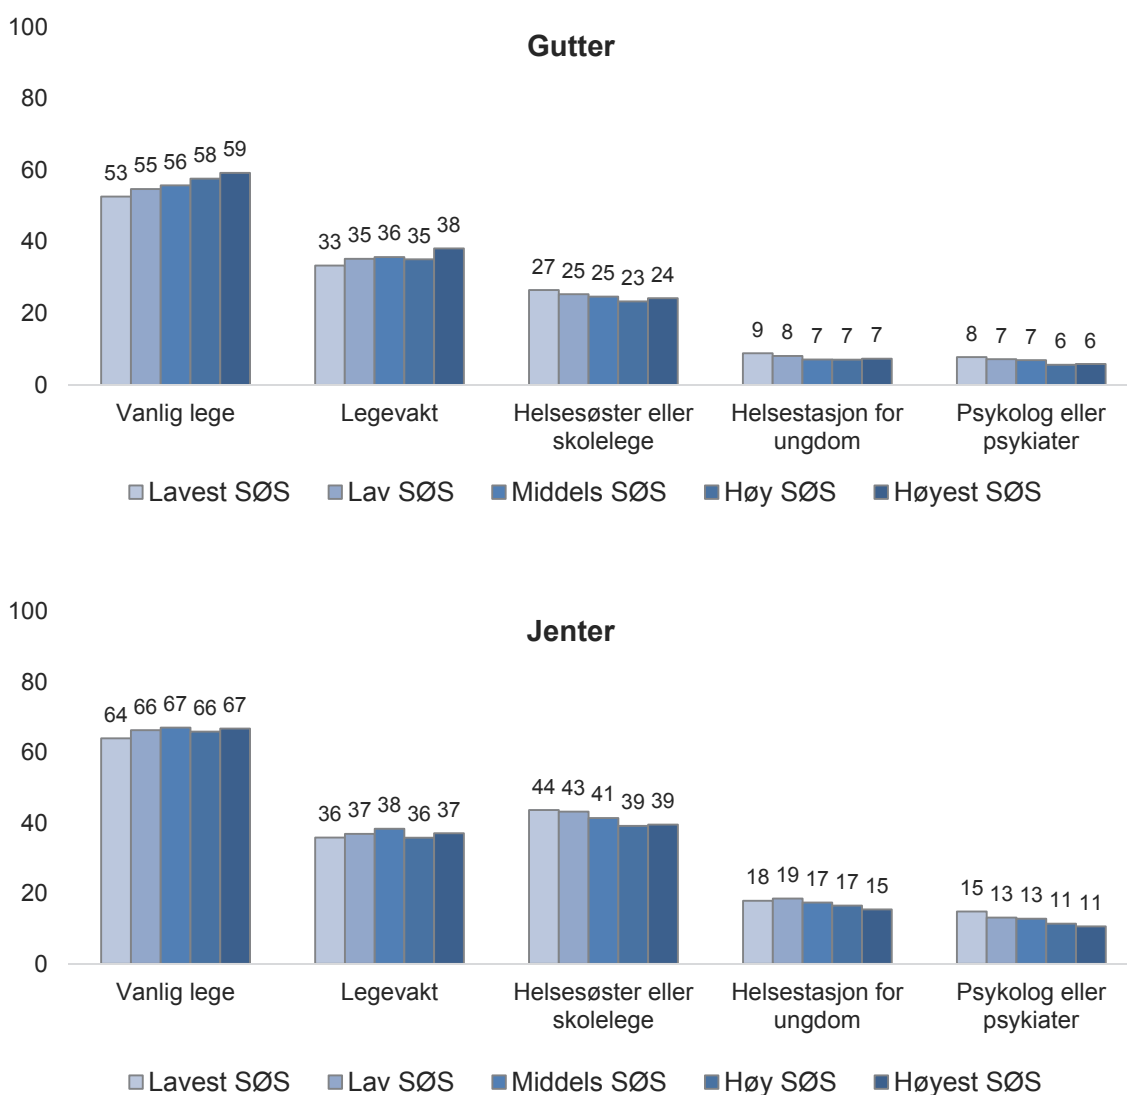 Gutter
100
80
60
40
20
0
53 55 56 58 59
33 35 36 35 38
27 25 25 23 24
9 8 7 7 7
8 7 7 6 6
Vanlig lege
Legevakt
Helsesøster eller
skolelege
Helsestasjon for
ungdom
Psykolog eller
psykiater
Lavest SØS Lav SØS Middels SØS Høy SØS Høyest SØS
Jenter
100
80
60
40
20
0
64 66 67 66 67
36 37 38 36 37
44 43 41 39 39
18 19 17 17 15
15 13 13 11 11
Vanlig lege
Legevakt
Helsesøster eller
skolelege
Helsestasjon for
ungdom
Psykolog eller
psykiater
Lavest SØS Lav SØS Middels SØS Høy SØS Høyest SØS